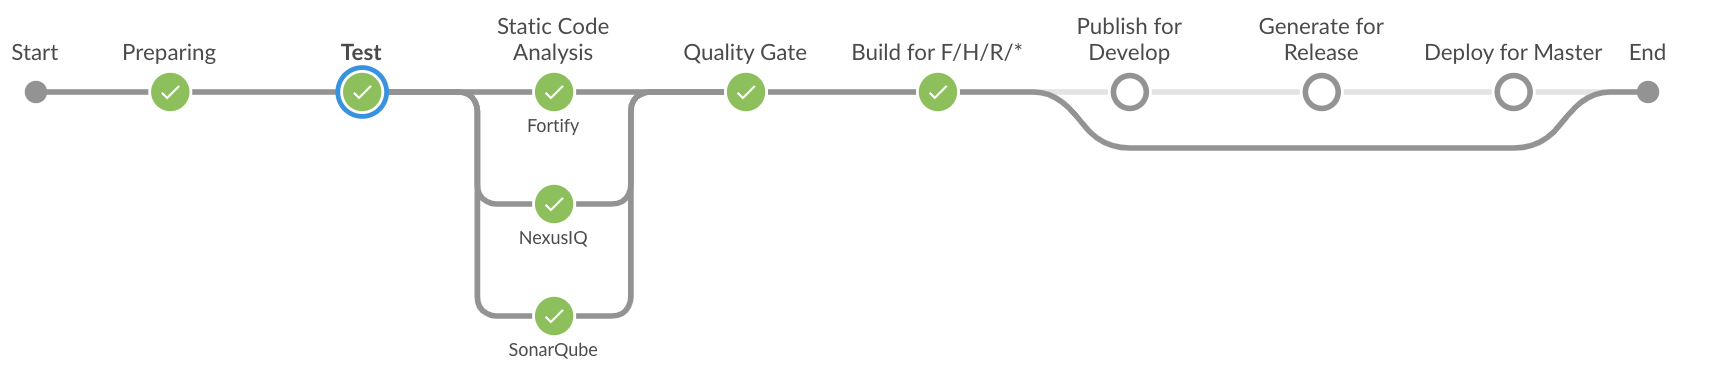 Start
Preparing
Test
Static Code
Analysis
Fortify
NexusIQ
SonarQube
Quality Gate
Build for F/H/R/*
Publish for
Develop
Generate for
Release
Deploy for Master
End